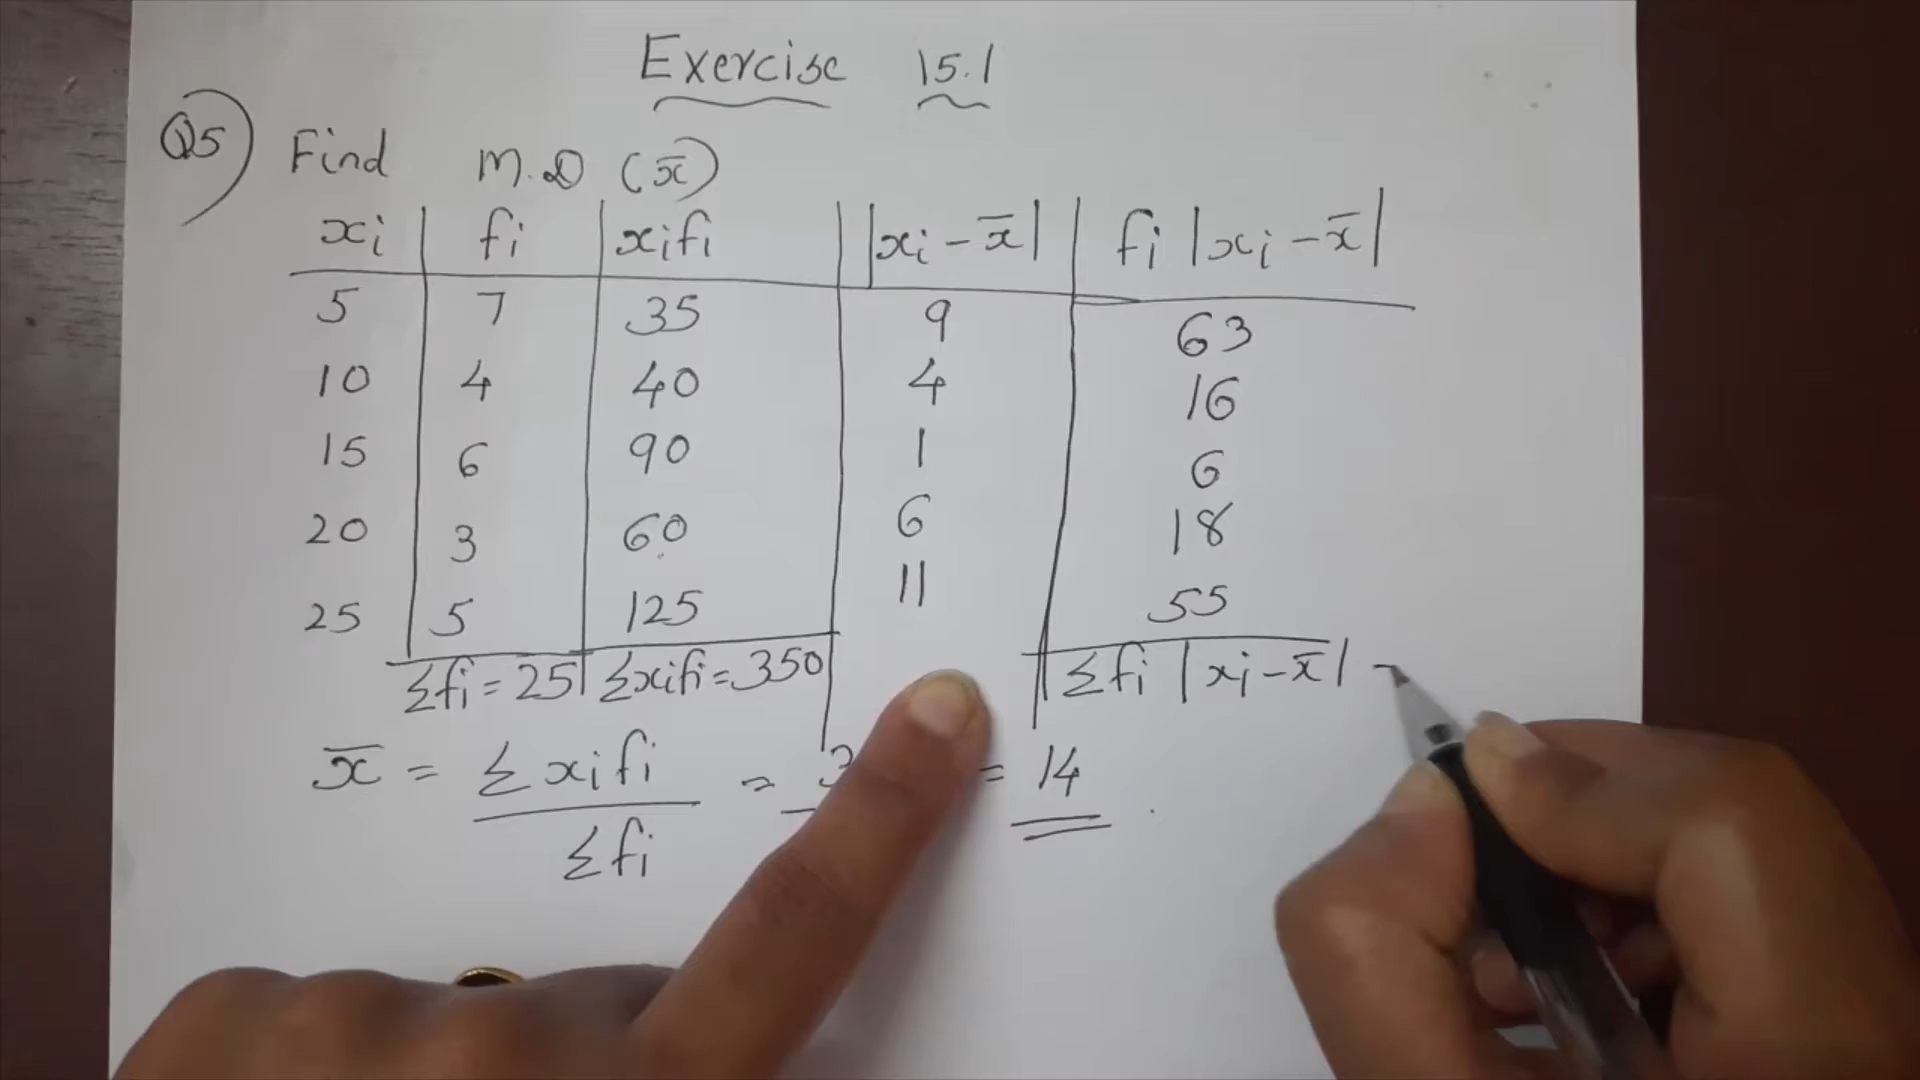 Exercise 15.1
Q5) Find M.D (x̄)
xi fi xifi |xi - x̄| fi |xi - x̄|
5 7 35 9 63
10 4 40 4 16
15 6 90 1 6
20 3 60 6 18
25 5 125 11 55
Σfi = 25 Σxifi = 350 Σfi |xi - x̄| -
x̄ = Σxifi = 3 = 14
Σfi